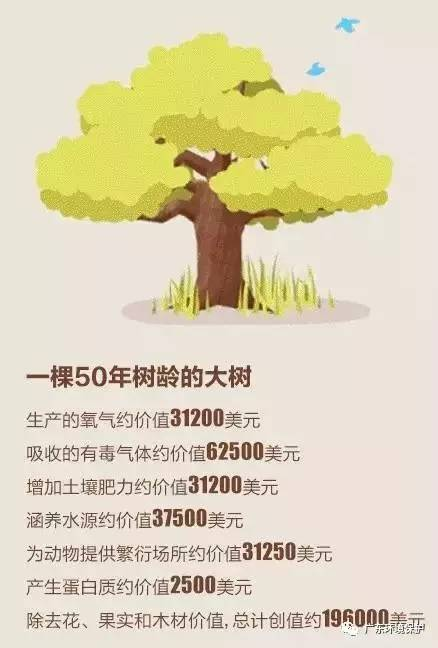 一棵50年树龄的大树
生产的氧气约价值31200美元
吸收的有毒气体约价值62500美元
增加土壤肥力约价值31200美元
涵养水源约价值37500美元
为动物提供繁衍场所约价值31250美元
产生蛋白质约价值2500美元
除去花、果实和木材价值,总计创值约196000美元
广东环境保护